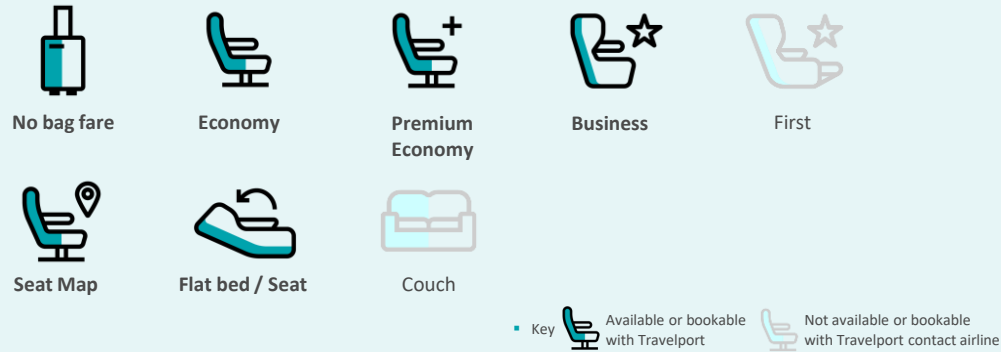 No bag fare
Economy
Premium
Economy
Business
First
Seat Map
Flat bed / Seat
Couch
Key
Available or bookable
with Travelport
Not available or bookable
with Travelport contact airline